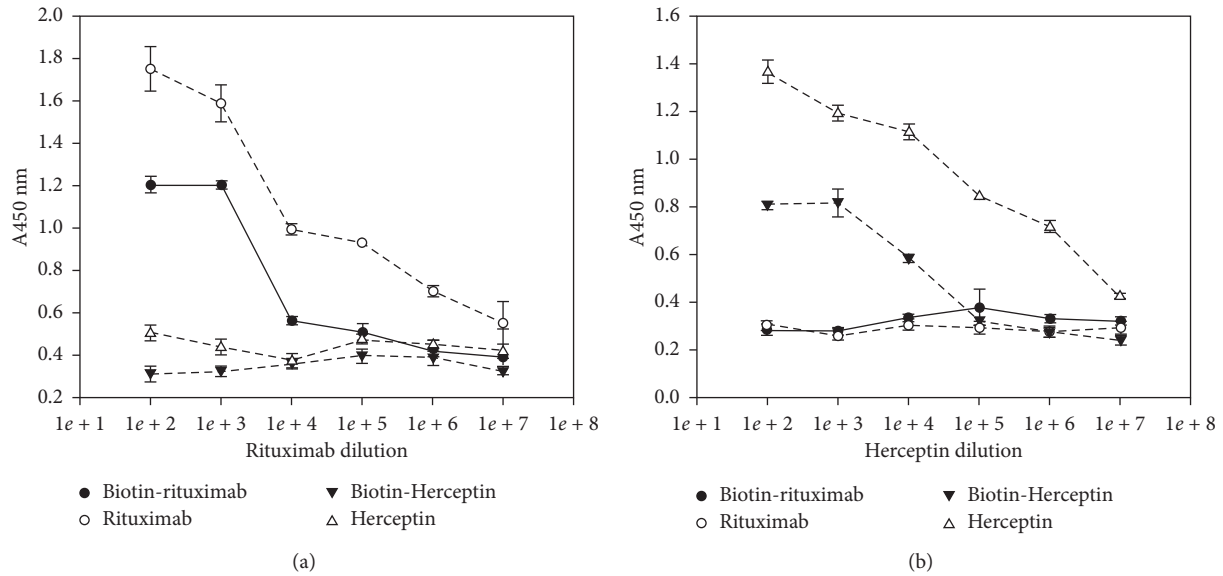 2.0
1.8
1.6
1.4
1.2
1.0
0.8
0.6
0.4
0.2
A450 nm
1e + 1 1e + 2 1e + 3 1e + 4 1e + 5 1e + 6 1e + 7 1e + 8
Rituximab dilution
Biotin-rituximab Biotin-Herceptin
Rituximab Herceptin
(a)
1.6
1.4
1.2
1.0
0.8
0.6
0.4
0.2
0.0
A450 nm
1e + 1 1e + 2 1e + 3 1e + 4 1e + 5 1e + 6 1e + 7 1e + 8
Herceptin dilution
Biotin-rituximab Biotin-Herceptin
Rituximab Herceptin
(b)